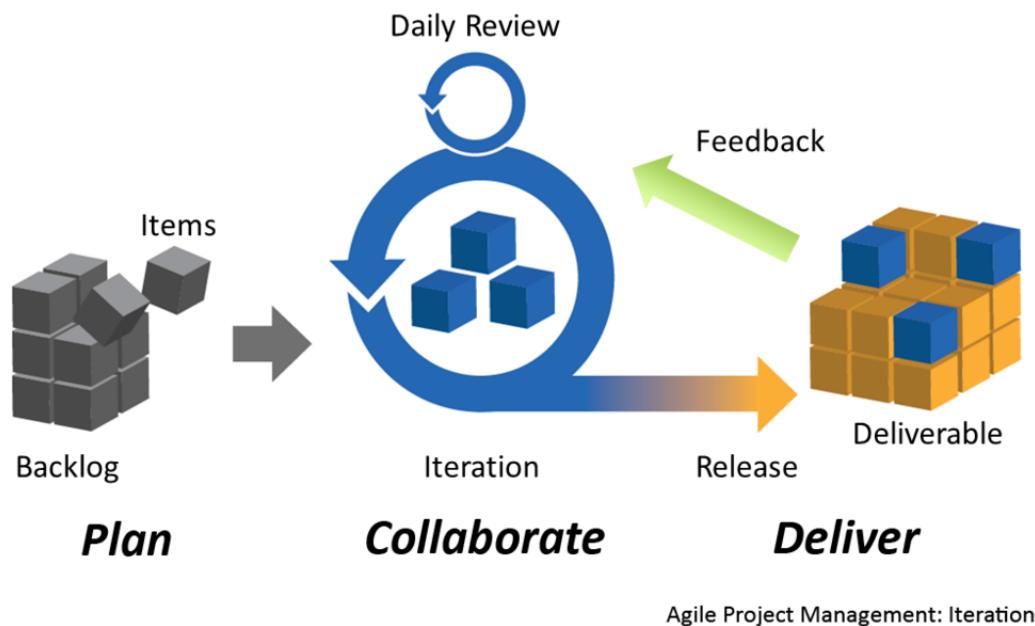 Daily Review
Feedback
Items
Deliverable
Backlog
Iteration
Release
Plan
Collaborate
Deliver
Agile Project Management: Iteration